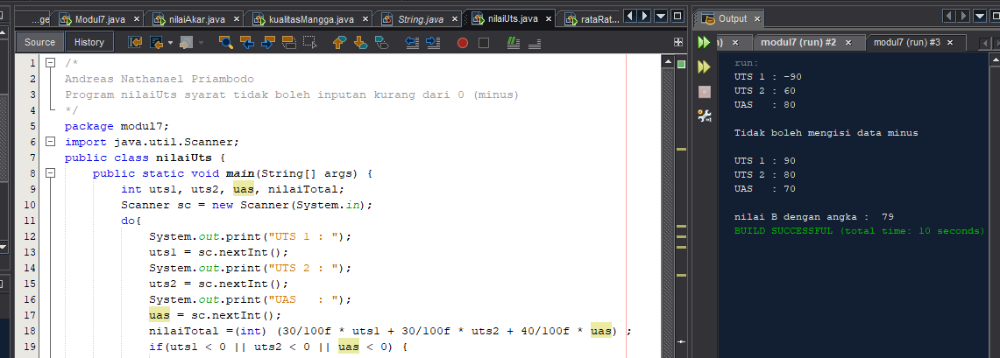 ...ge
Modul7.java
nilaiAkar.java
kualitasMangga.java
String.java
nilaiUts.java
rataRat...
Source
History
1 /*
2 Andreas Nathanael Priambodo
3 Program nilaiUts syarat tidak boleh inputan kurang dari 0 (minus)
4 */
5 package modul7;
6 import java.util.Scanner;
7 public class nilaiUts {
8 public static void main(String[] args) {
9 int uts1, uts2, uas, nilaiTotal;
10 Scanner sc = new Scanner(System.in);
11 do{
12 System.out.print("UTS 1 : ");
13 uts1 = sc.nextInt();
14 System.out.print("UTS 2 : ");
15 uts2 = sc.nextInt();
16 System.out.print("UAS   : ");
17 uas = sc.nextInt();
18 nilaiTotal =(int) (30/100f * uts1 + 30/100f * uts2 + 40/100f * uas) ;
19 if(uts1 < 0 || uts2 < 0 || uas < 0) {
Output
) modul7 (run) #2 modul7 (run) #3
run:
UTS 1 : -90
UTS 2 : 60
UAS   : 80
Tidak boleh mengisi data minus
UTS 1 : 90
UTS 2 : 80
UAS   : 70
nilai B dengan angka :  79
BUILD SUCCESSFUL (total time: 10 seconds)